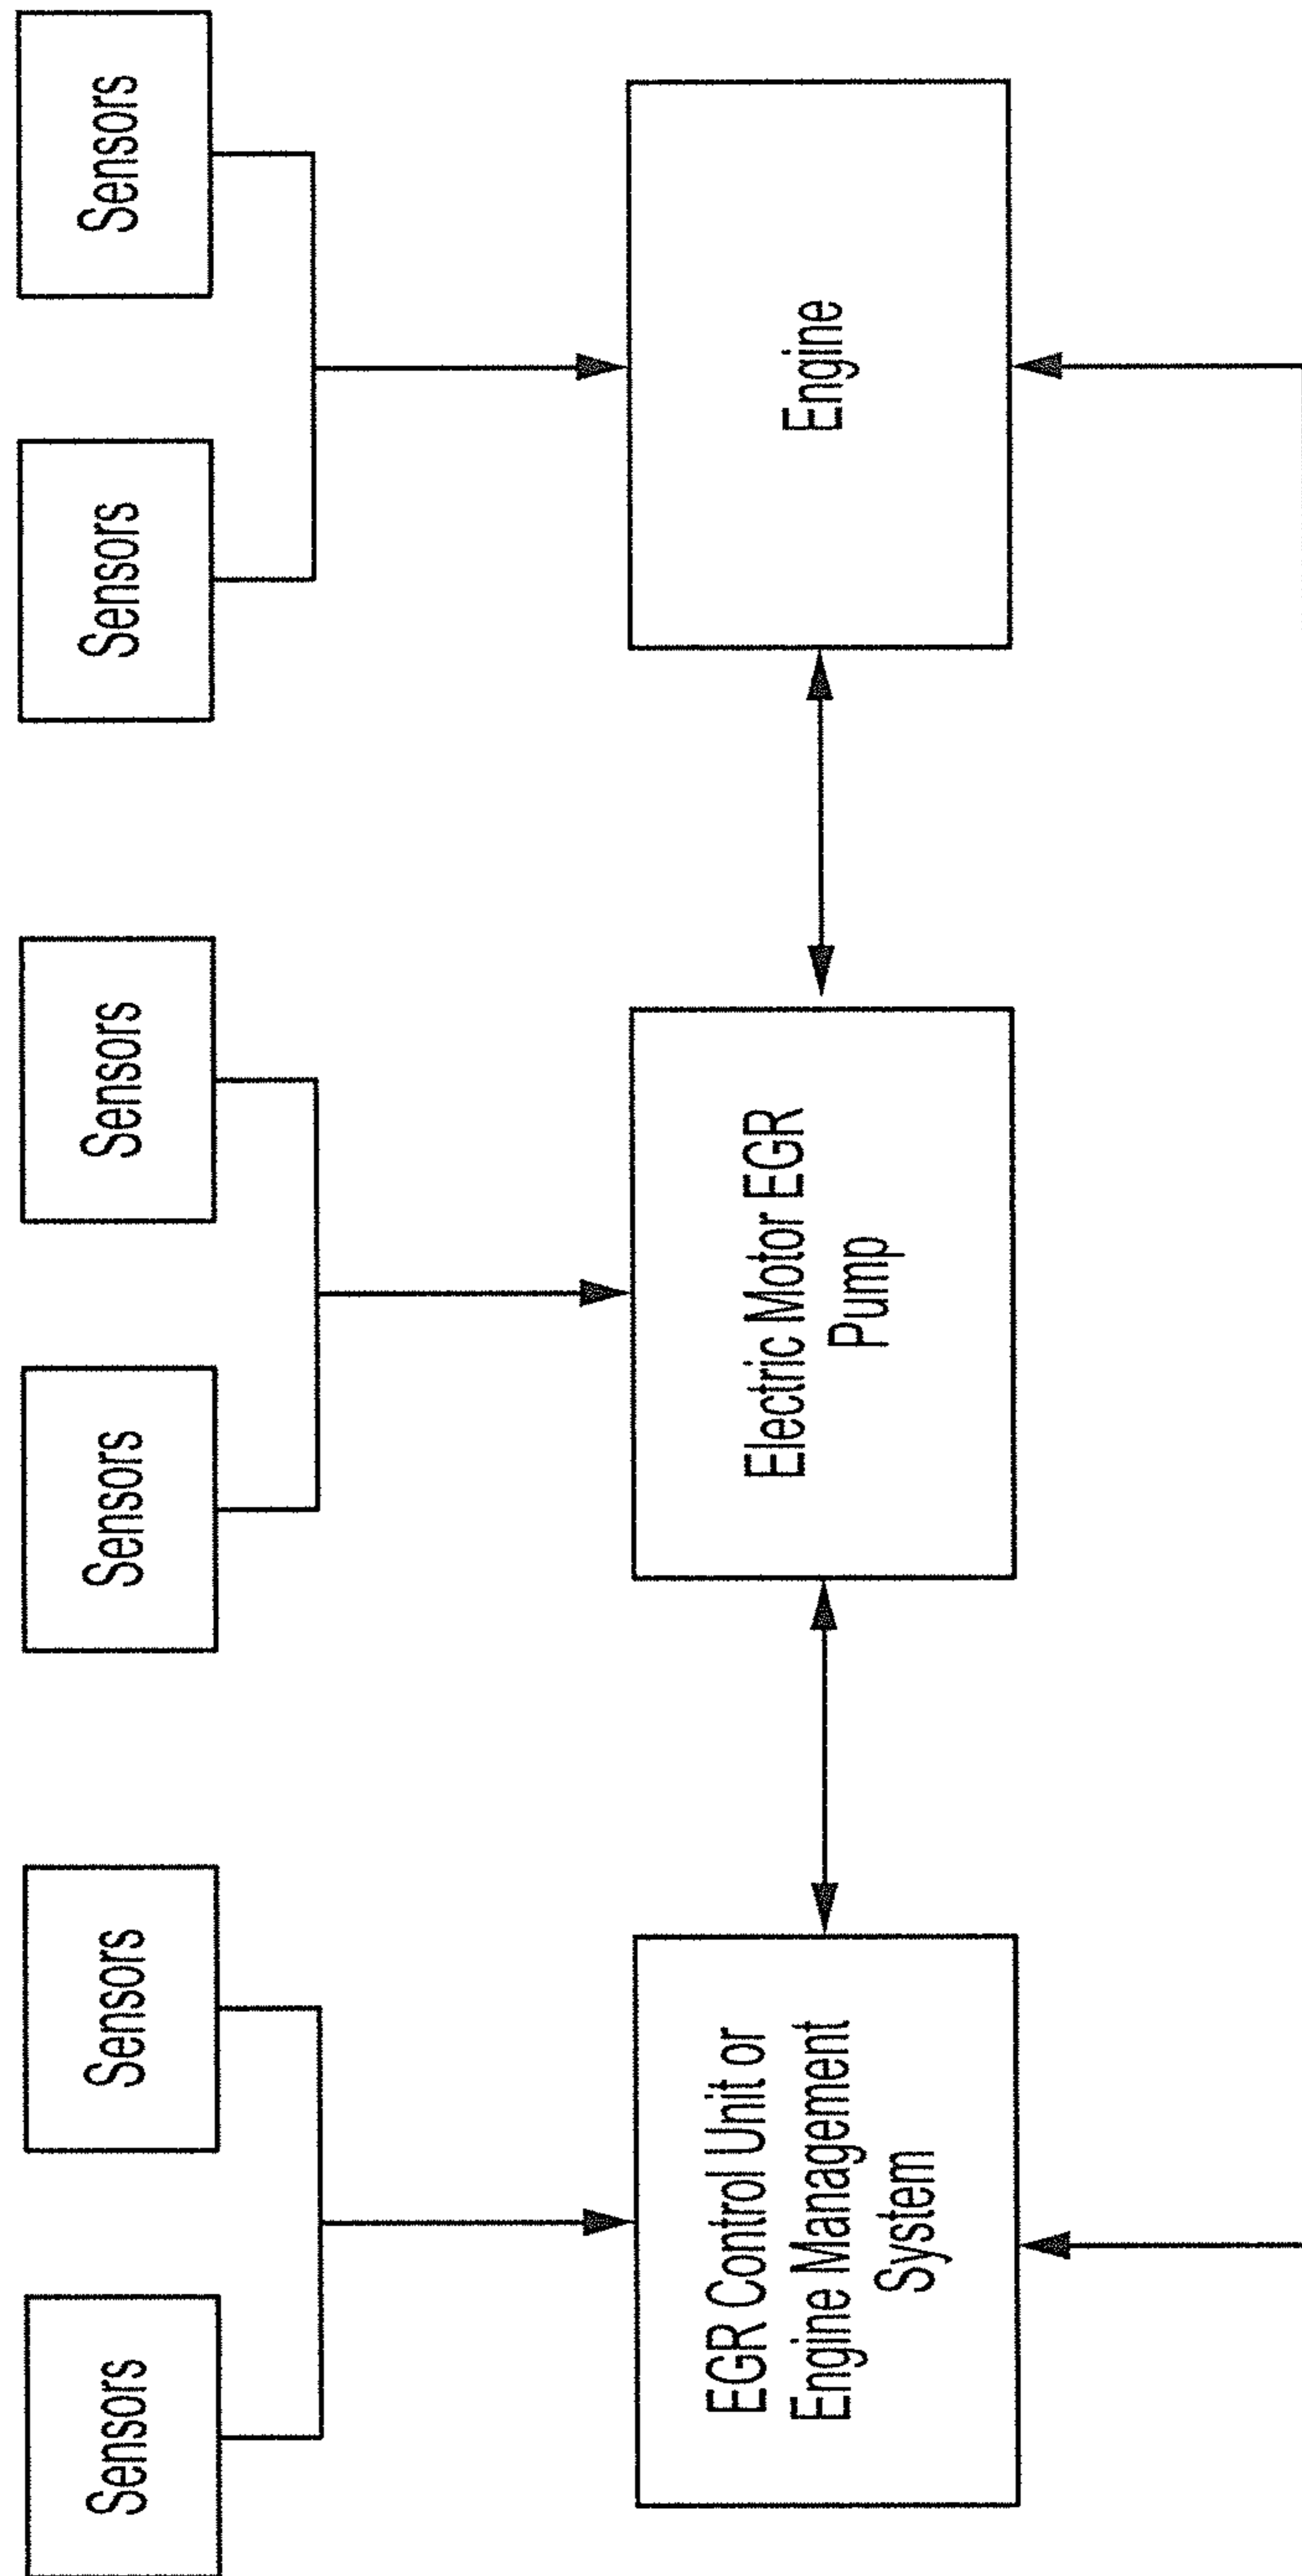 Sensors
Sensors
Sensors
Sensors
Sensors
Sensors
EGR Control Unit or
Engine Management
System
Electric Motor EGR
Pump
Engine